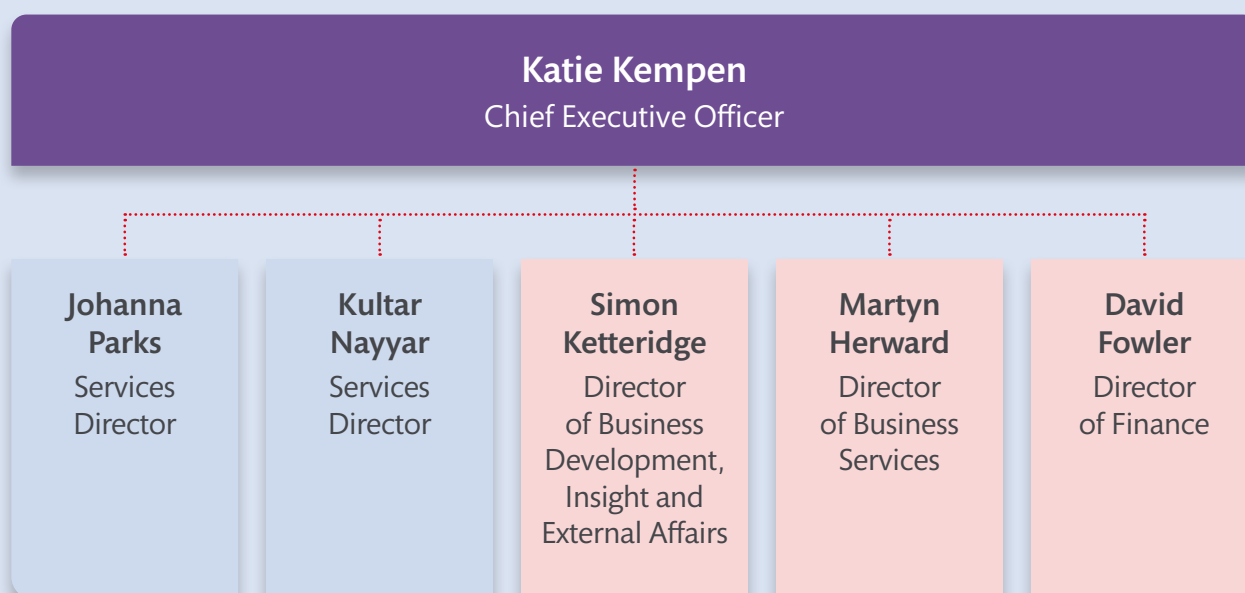 Katie Kempen
Chief Executive Officer
Johanna
Parks
Services
Director
Kultar
Nayyar
Services
Director
Simon
Ketteridge
Director
of Business
Development,
Insight and
External Affairs
Martyn
Herward
Director
of Business
Services
David
Fowler
Director
of Finance